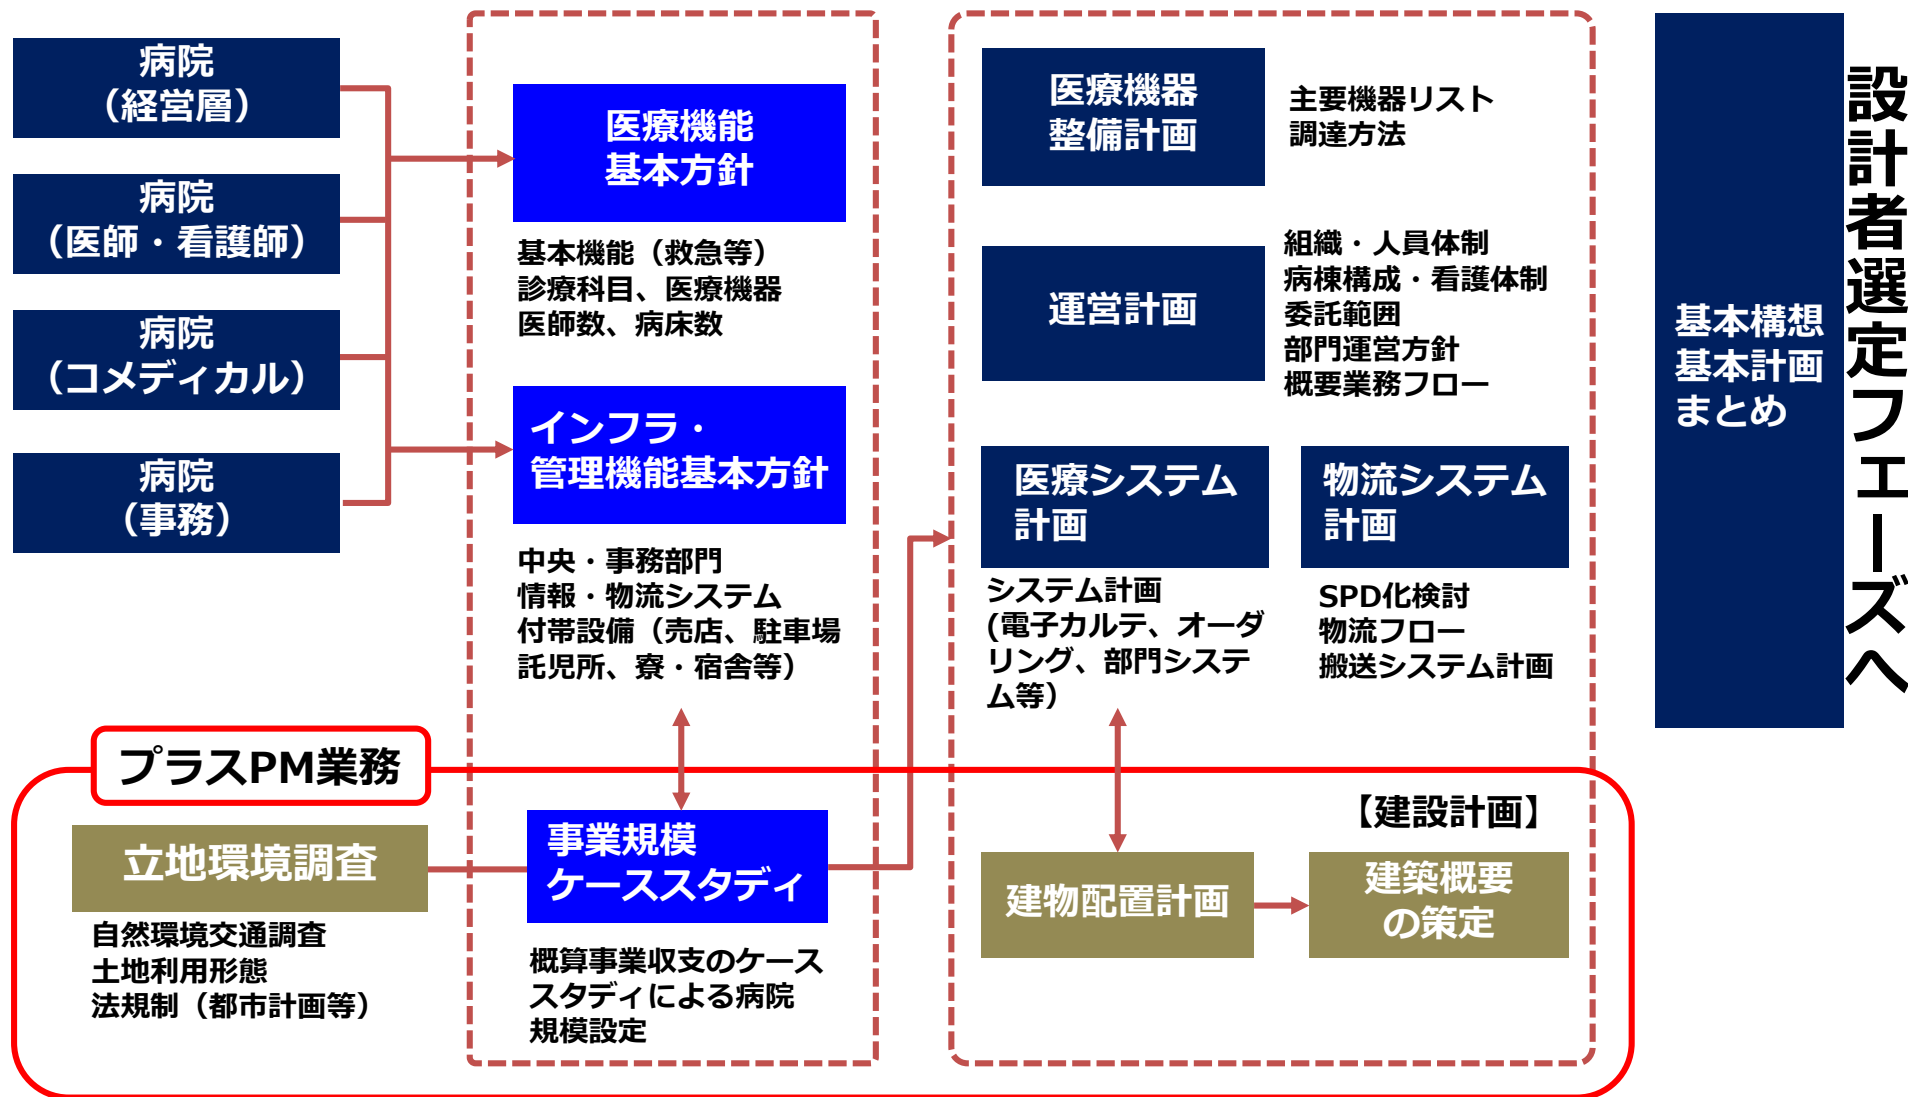 病院
（経営層）
病院
（医師・看護師）
病院
（コメディカル）
病院
（事務）
医療機能
基本方針
基本機能（救急等）
診療科目、医療機器
医師数、病床数
インフラ・
管理機能基本方針
中央・事務部門
情報・物流システム
付帯設備（売店、駐車場
託児所、寮・宿舎等）
医療機器
整備計画
主要機器リスト
調達方法
運営計画
組織・人員体制
病棟構成・看護体制
委託範囲
部門運営方針
概要業務フロー
医療システム
計画
システム計画
(電子カルテ、オーダ
リング、部門システ
ム等）
物流システム
計画
SPD化検討
物流フロー
搬送システム計画
基本構想
基本計画
まとめ
設計者選定フェーズへ
プラスPM業務
立地環境調査
自然環境交通調査
土地利用形態
法規制（都市計画等）
事業規模
ケーススタディ
概算事業収支のケース
スタディによる病院
規模設定
【建設計画】
建物配置計画
建築概要
の策定